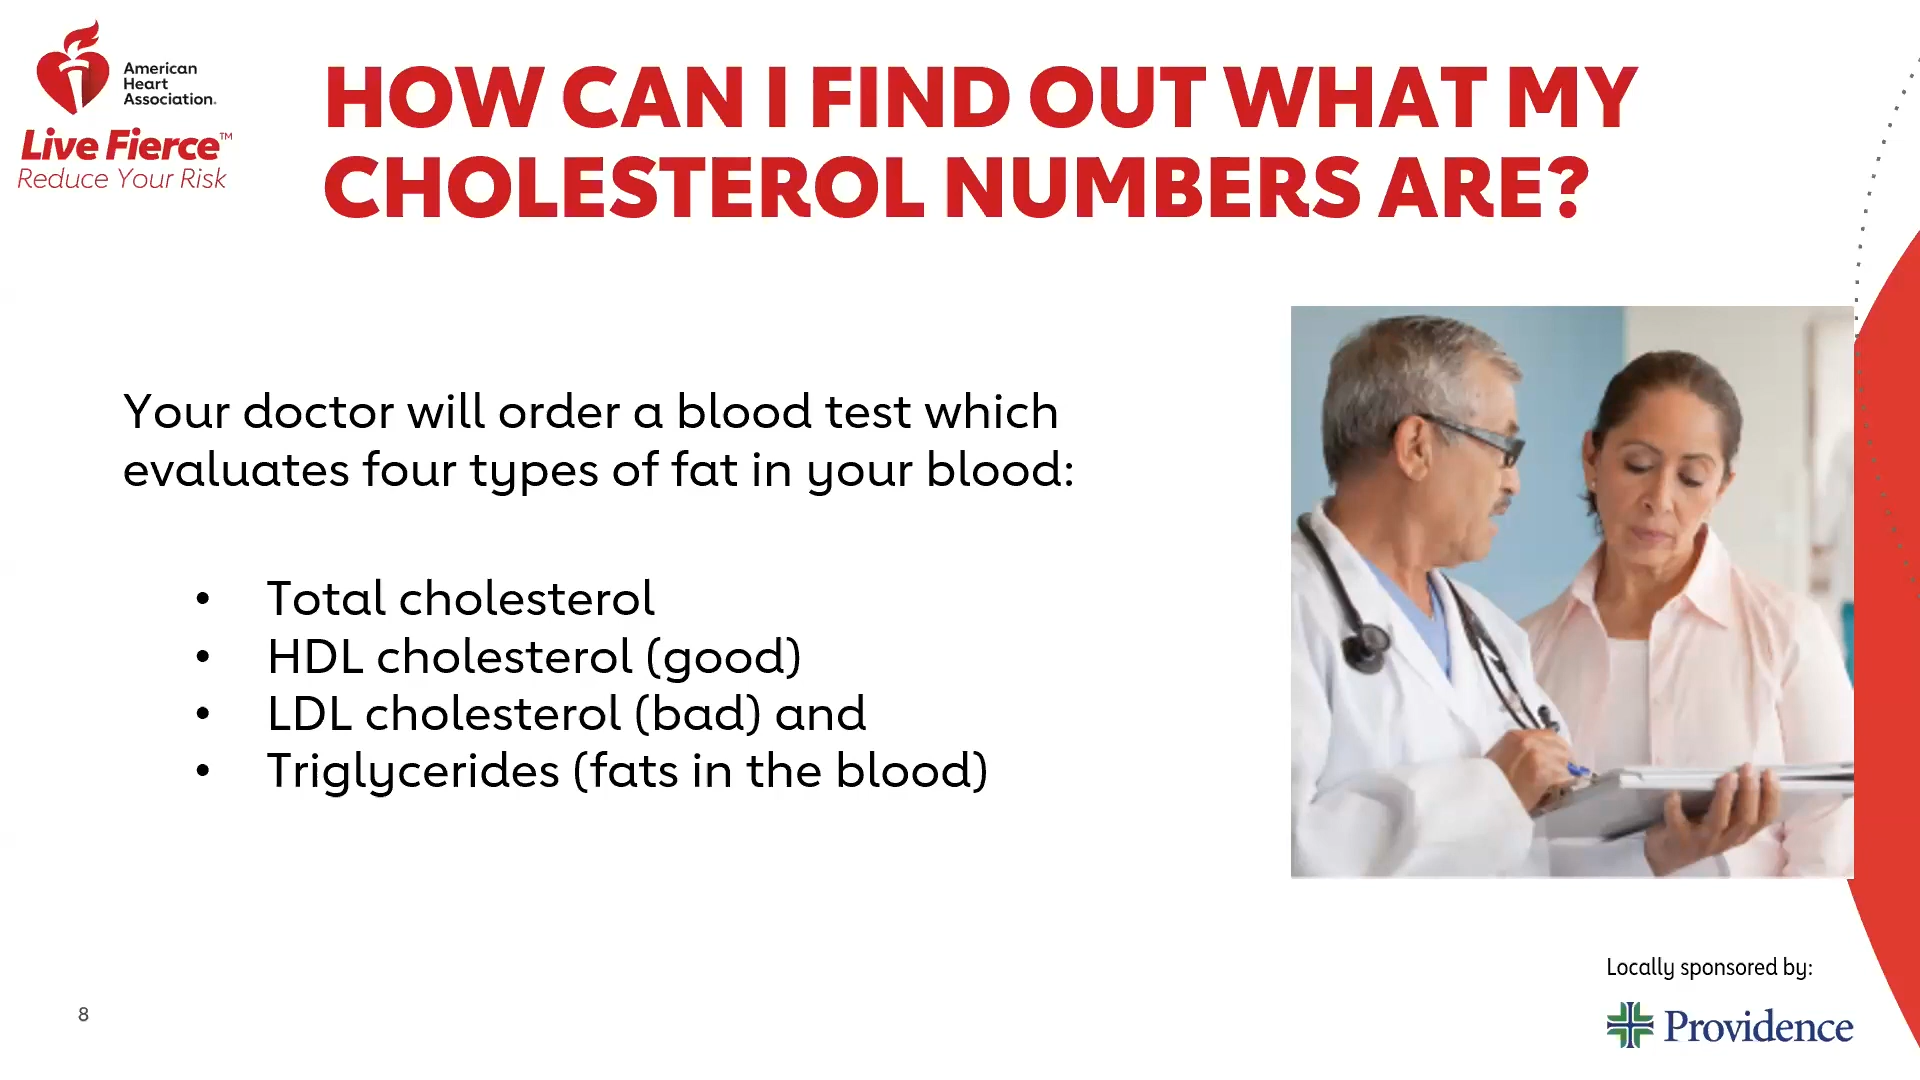 American
Heart
Association.
Live Fierce™
Reduce Your Risk
HOW CAN I FIND OUT WHAT MY
CHOLESTEROL NUMBERS ARE?
Your doctor will order a blood test which
evaluates four types of fat in your blood:
• Total cholesterol
• HDL cholesterol (good)
• LDL cholesterol (bad) and
• Triglycerides (fats in the blood)
Locally sponsored by:
Providence
8